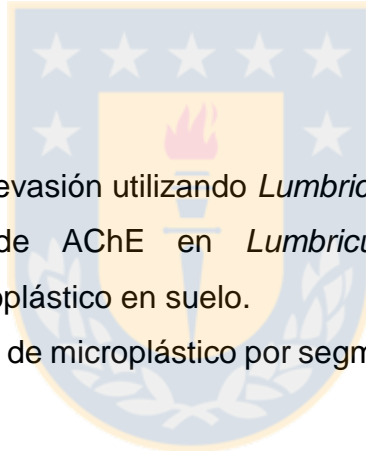 evasión utilizando Lumbric
de AChE en Lumbricu
oplástico en suelo.
de microplástico por segm